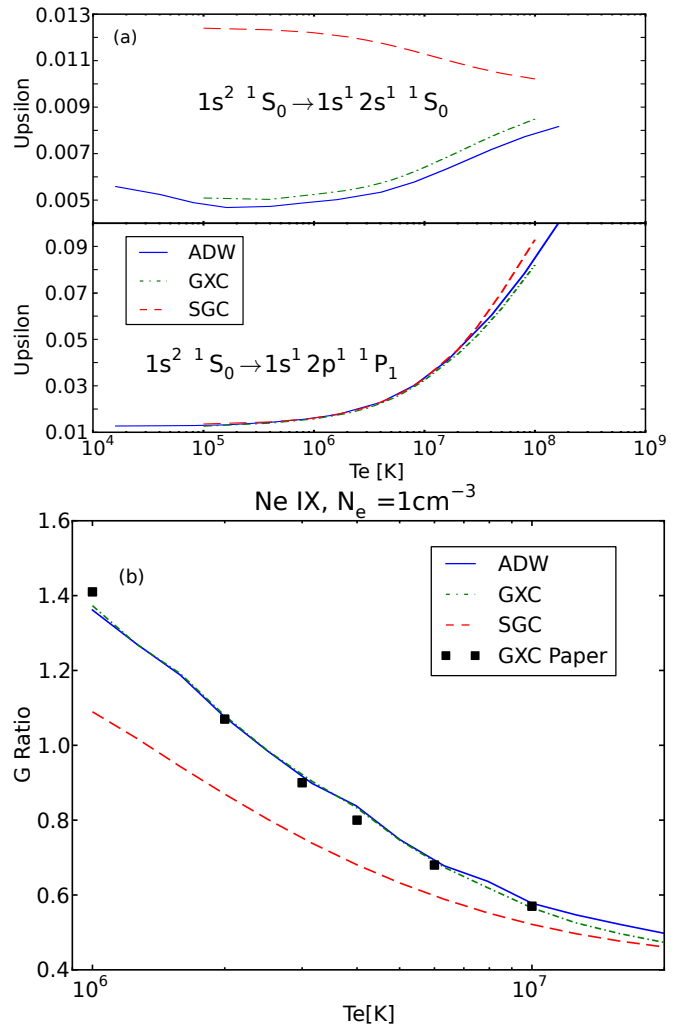 0.013
(a)
0.011
1s² ¹S₀→1s¹ 2s¹ ¹S₀
0.009
Upsilon
0.007
0.005
0.09
ADW
GXC
SGC
0.07
Upsilon
0.05
1s² ¹S₀→1s¹ 2p¹ ¹P₁
0.03
0.01
10⁴ 10⁵ 10⁶ 10⁷ 10⁸ 10⁹
Te [K]
Ne IX, Nₑ =1cm⁻³
1.6
(b)
ADW
GXC
SGC
GXC Paper
1.4
1.2
1.0
G Ratio
0.8
0.6
0.4
10⁶ 10⁷
Te[K]